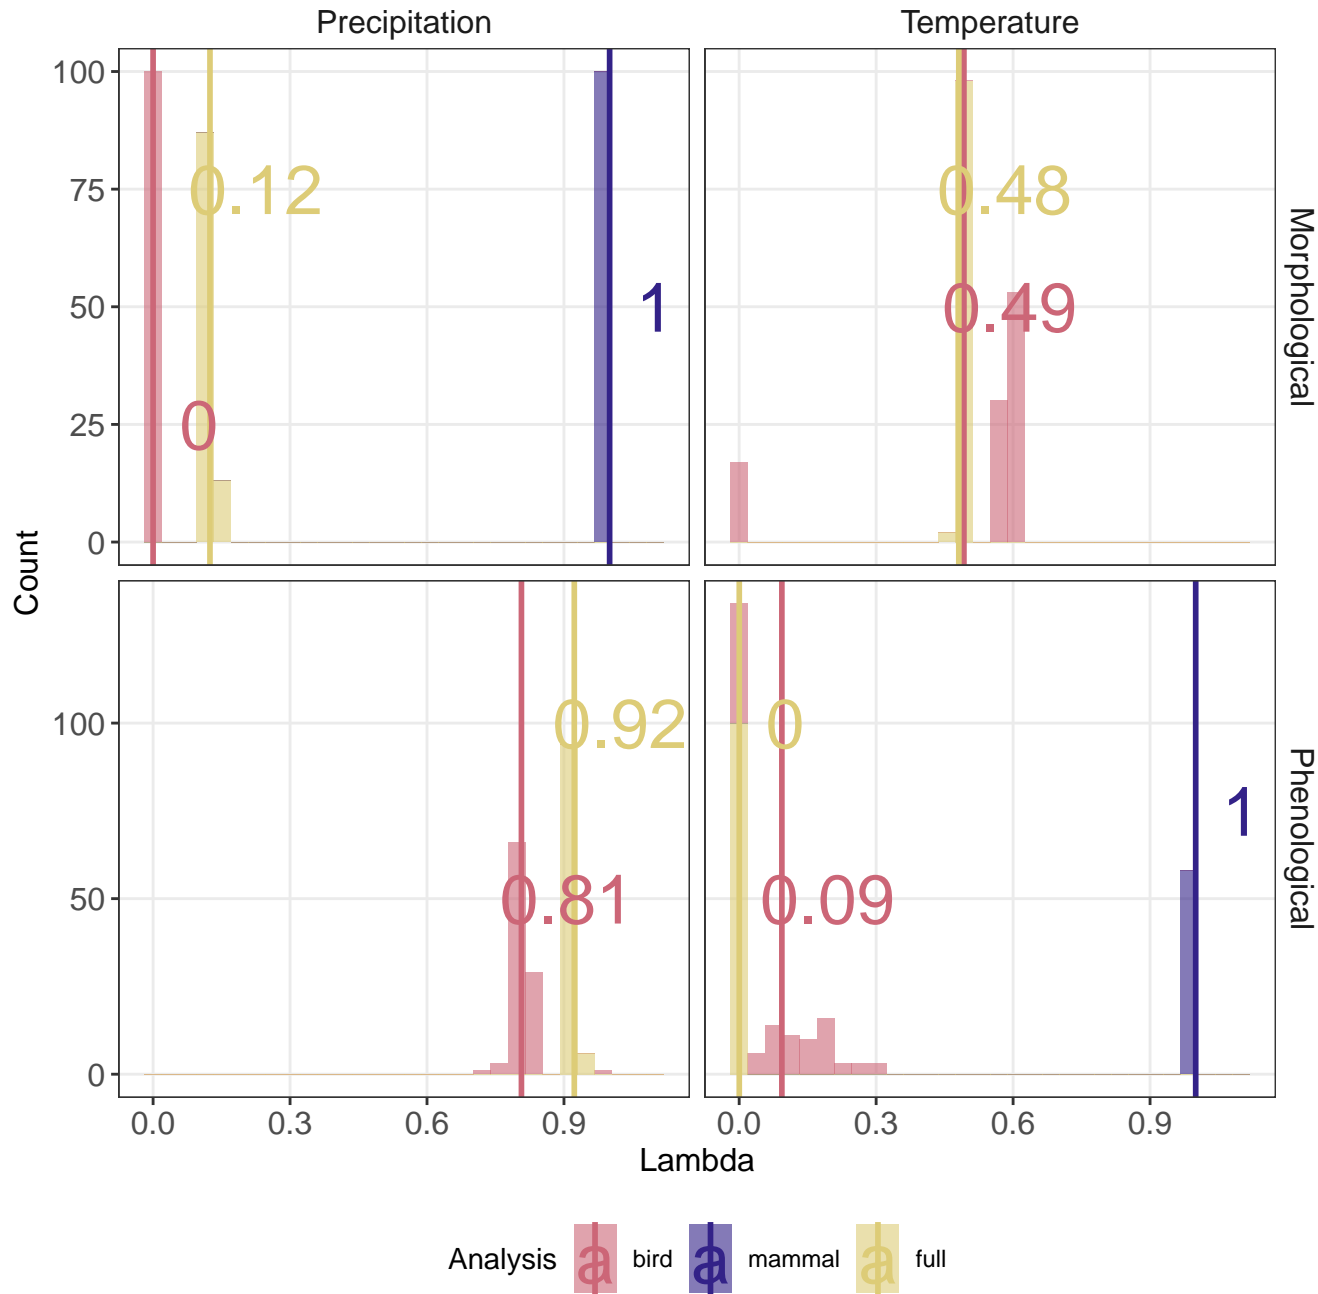 Precipitation Temperature
100
75
50
25
0
0.12
0
1
0.48
0.49
Morphological
Count
100
50
0
0.92
0.81
0
0.09
1
Phenological
0.0 0.3 0.6 0.9 0.0 0.3 0.6 0.9
Lambda
Analysis a bird a mammal a full